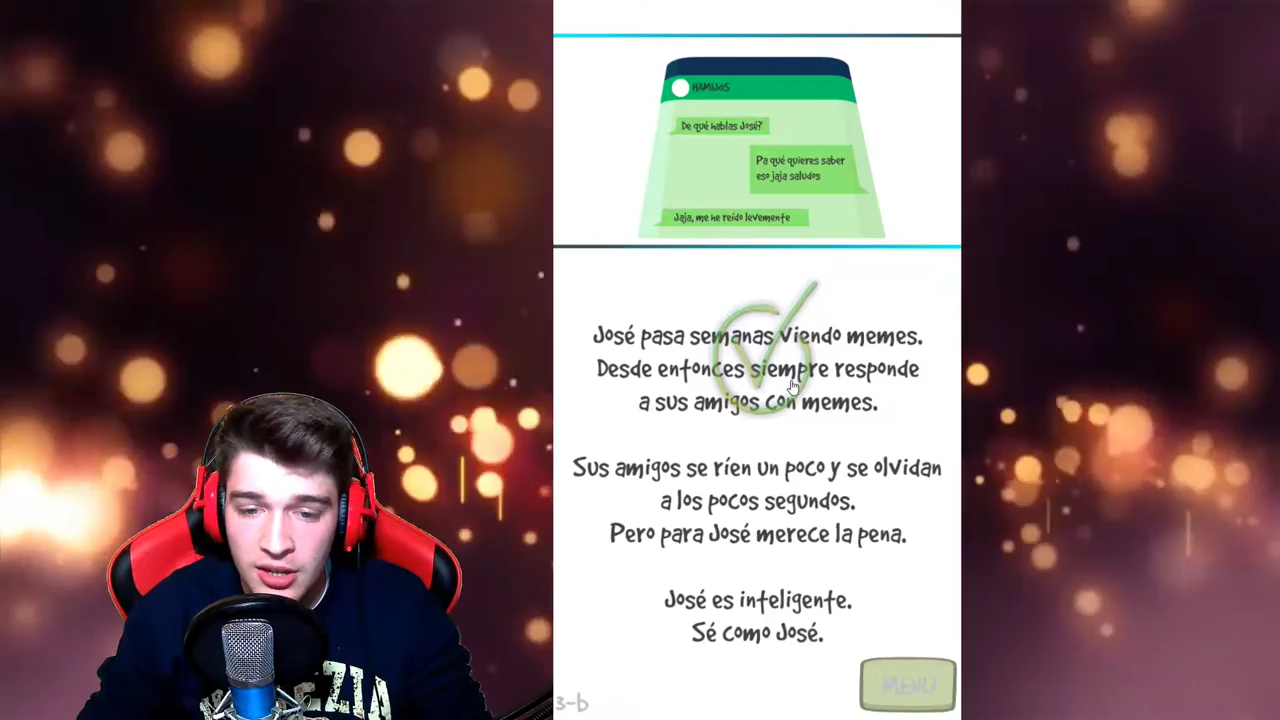 HAMIJOS
De qué hablas José?
Pa qué quieres saber
eso jaja saludos
Jaja, me he reído levemente
José pasa semanas viendo memes.
Desde entonces siempre responde
a sus amigos con memes.
Sus amigos se ríen un poco y se olvidan
a los pocos segundos.
Pero para José merece la pena.
José es inteligente.
Sé como José.
MENÚ
3-b